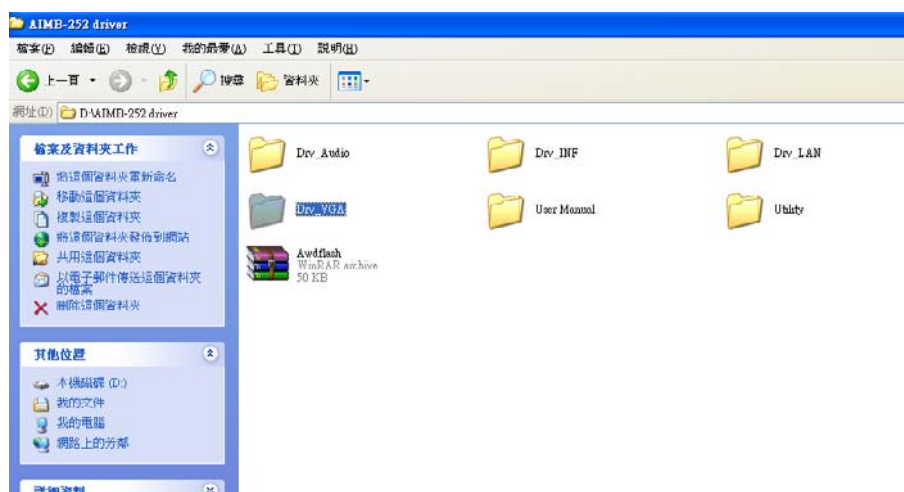 AIMB-252 driver
檔案(F) 編輯(E) 檢視(V) 我的最愛(A) 工具(T) 說明(H)
上一頁 搜尋 資料夾
網址(D) D:\AIMB-252 driver
檔案及資料夾工作
將這個資料夾重新命名
移動這個資料夾
複製這個資料夾
將這個資料夾發佈到網站
共用這個資料夾
以電子郵件傳送這個資料夾
的檔案
刪除這個資料夾
其他位置
本機磁碟 (D:)
我的文件
我的電腦
網路上的芳鄰
詳細資料
Drv_Audio
Drv_INF
Drv_LAN
Drv_VGA
User Manual
Utility
Awdflash
WinRAR archive
50 KB